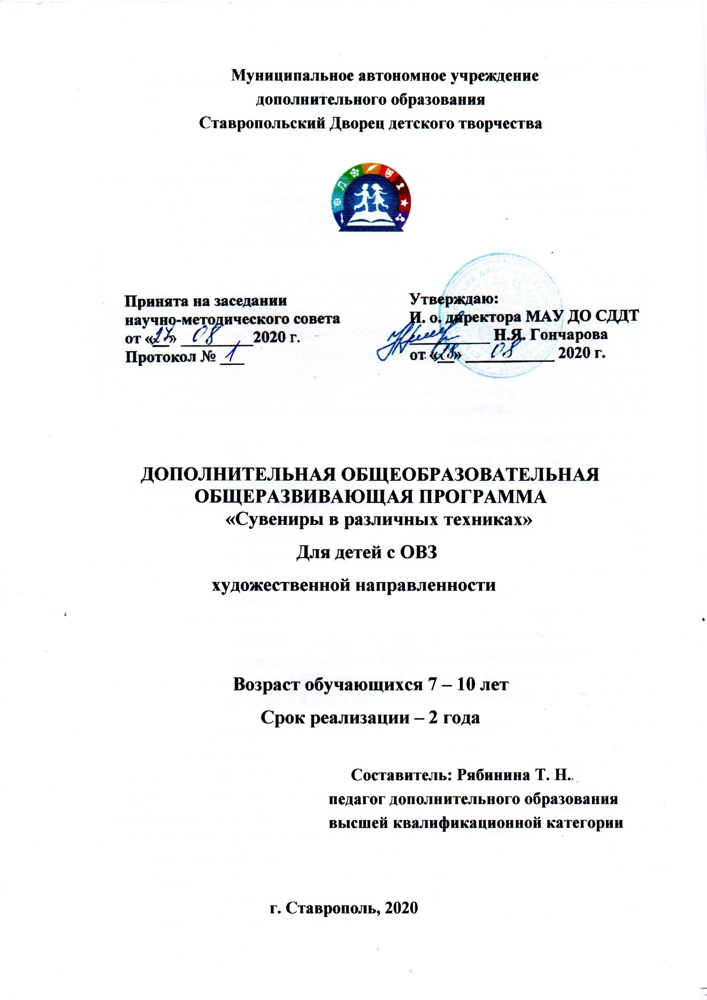 Муниципальное автономное учреждение
дополнительного образования
Ставропольский Дворец детского творчества
Принята на заседании
научно-методического совета
от «27» 08 2020 г.
Протокол № 1
Утверждаю:
И. о. директора МАУ ДО СДДТ
Н.Я. Гончарова
от «28» 08 2020 г.
ДОПОЛНИТЕЛЬНАЯ ОБЩЕОБРАЗОВАТЕЛЬНАЯ
ОБЩЕРАЗВИВАЮЩАЯ ПРОГРАММА
«Сувениры в различных техниках»
Для детей с ОВЗ
художественной направленности
Возраст обучающихся 7 – 10 лет
Срок реализации – 2 года
Составитель: Рябинина Т. Н.
педагог дополнительного образования
высшей квалификационной категории
г. Ставрополь, 2020